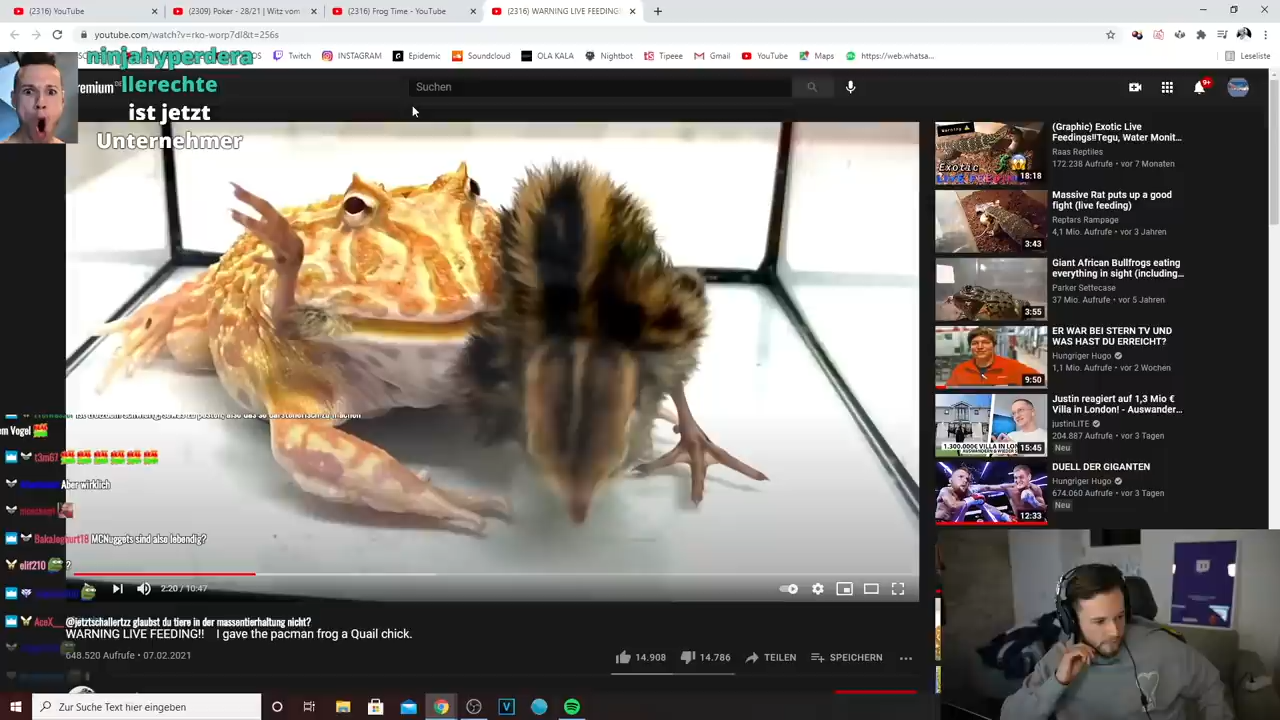 (2316) YouTube
(2309) Poker - 28/21 | Witz vom
(2316) Frog Time - YouTube
(2316) WARNING LIVE FEEDING!
youtube.com/watch?v=rko-worp7dI&t=256s
Twitch
INSTAGRAM
Epidemic
Soundcloud
OLA KALA
Nightbot
Tipeee
Gmail
YouTube
Maps
https://web.whatsa...
Leseliste
ninjahyperdera
llerechte
ist jetzt
Unternehmer
Suchen
9+
(Graphic) Exotic Live
Feedings!!Tegu, Water Monit...
Raas Reptiles
172.238 Aufrufe • vor 7 Monaten
18:18
Massive Rat puts up a good
fight (live feeding)
Reptars Rampage
4,1 Mio. Aufrufe • vor 3 Jahren
3:43
Giant African Bullfrogs eating
everything in sight (including...
Parker Settecase
37 Mio. Aufrufe • vor 5 Jahren
3:55
ER WAR BEI STERN TV UND
WAS HAST DU ERREICHT?
Hungriger Hugo
1,1 Mio. Aufrufe • vor 2 Wochen
9:50
Justin reagiert auf 1,3 Mio €
Villa in London! - Auswander...
justinLITE
204.887 Aufrufe • vor 3 Tagen
Neu
15:45
DUELL DER GIGANTEN
Hungriger Hugo
674.060 Aufrufe • vor 3 Tagen
Neu
12:33
em Vogel
t3m67
Aber wirklich
BakaJoghurt18 MCNuggets sind also lebendig?
elif210 ?
2:20 / 10:47
AceX__ @jetztschallertzz glaubst du tiere in der massentierhaltung nicht?
WARNING LIVE FEEDING!! I gave the pacman frog a Quail chick.
648.520 Aufrufe • 07.02.2021
14.908
14.786
TEILEN
SPEICHERN
Zur Suche Text hier eingeben